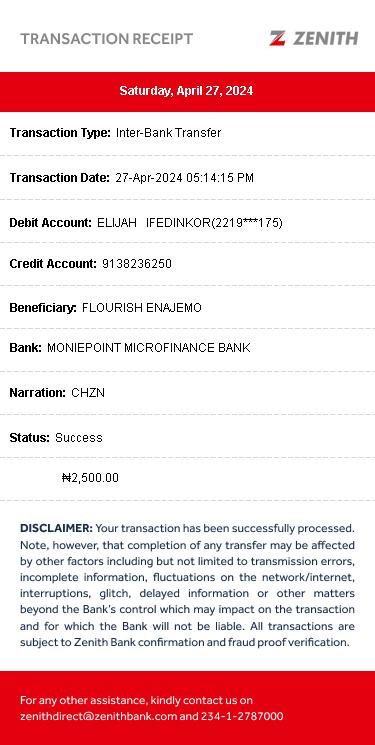 TRANSACTION RECEIPT
ZENITH
Saturday, April 27, 2024
Transaction Type: Inter-Bank Transfer
Transaction Date: 27-Apr-2024 05:14:15 PM
Debit Account: ELIJAH IFEDINKOR(2219***175)
Credit Account: 9138236250
Beneficiary: FLOURISH ENAJEMO
Bank: MONIEPOINT MICROFINANCE BANK
Narration: CHZN
Status: Success
₦2,500.00
DISCLAIMER: Your transaction has been successfully processed.
Note, however, that completion of any transfer may be affected
by other factors including but not limited to transmission errors,
incomplete information, fluctuations on the network/internet,
interruptions, glitch, delayed information or other matters
beyond the Bank's control which may impact on the transaction
and for which the Bank will not be liable. All transactions are
subject to Zenith Bank confirmation and fraud proof verification.
For any other assistance, kindly contact us on
zenithdirect@zenithbank.com and 234-1-2787000